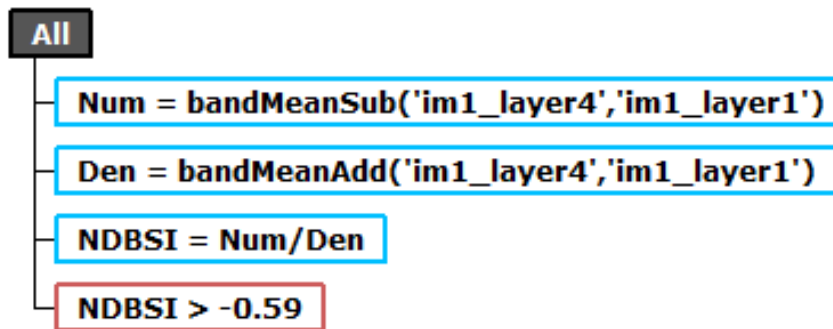 All
Num = bandMeanSub('im1_layer4','im1_layer1')
Den = bandMeanAdd('im1_layer4','im1_layer1')
NDBSI = Num/Den
NDBSI > -0.59